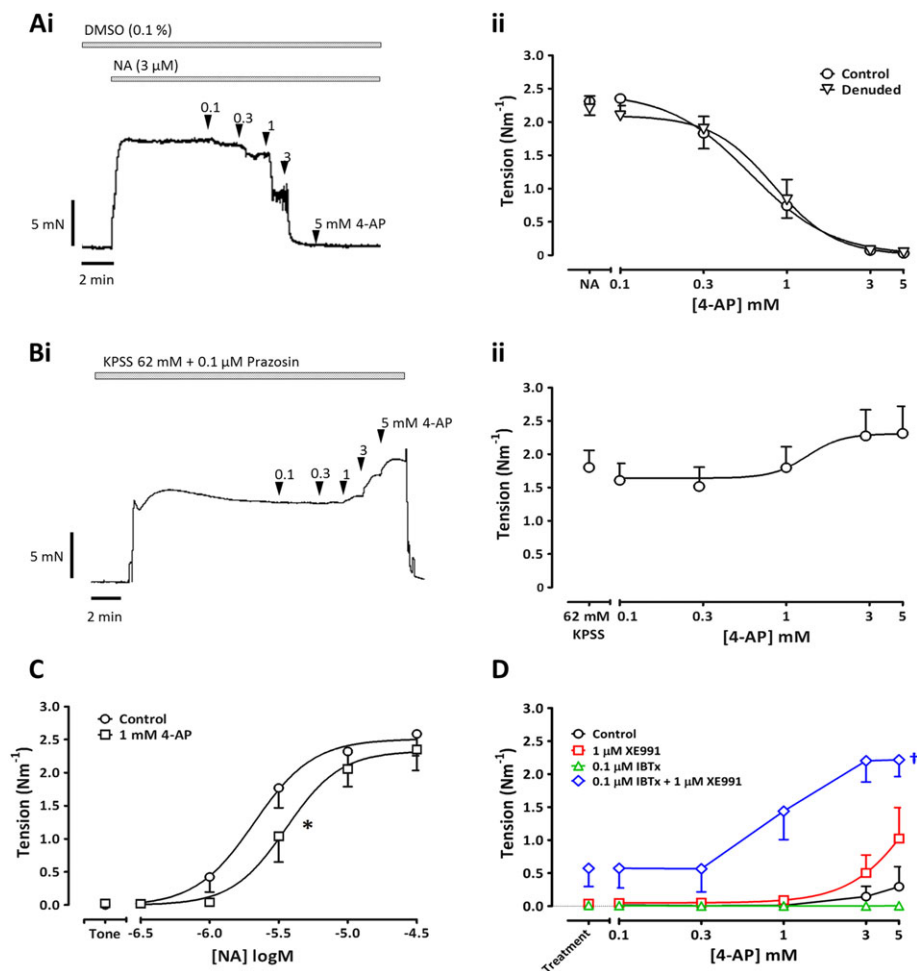 Ai
DMSO (0.1 %)
NA (3 µM)
0.1
0.3
1
3
5 mM 4-AP
5 mN
2 min
ii
Control
Denuded
Tension (Nm⁻¹)
3.0
2.5
2.0
1.5
1.0
0.5
0
NA
0.1
0.3
1
3
5
[4-AP] mM
Bi
KPSS 62 mM + 0.1 µM Prazosin
0.1
0.3
1
3
5 mM 4-AP
5 mN
2 min
ii
Tension (Nm⁻¹)
3.0
2.5
2.0
1.5
1.0
0.5
0
62 mM
KPSS
0.1
0.3
1
3
5
[4-AP] mM
C
Control
1 mM 4-AP
Tension (Nm⁻¹)
3.0
2.5
2.0
1.5
1.0
0.5
0.0
*
Tone
-6.5
-6.0
-5.5
-5.0
-4.5
[NA] logM
D
Control
1 µM XE991
0.1 µM IBTx
0.1 µM IBTx + 1 µM XE991
Tension (Nm⁻¹)
3.0
2.5
2.0
1.5
1.0
0.5
0.0
†
Treatment
0.1
0.3
1
3
5
[4-AP] mM